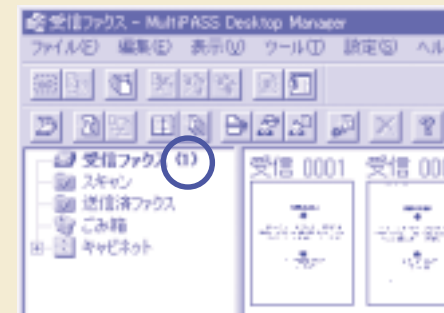 受信ファクス - MultiPASS Desktop Manager
ファイル(F) 編集(E) 表示(V) ツール(T) 設定(S) ヘル
受信ファクス (1)
スキャン
送信済ファクス
ごみ箱
キャビネット
受信 0001 受信 00